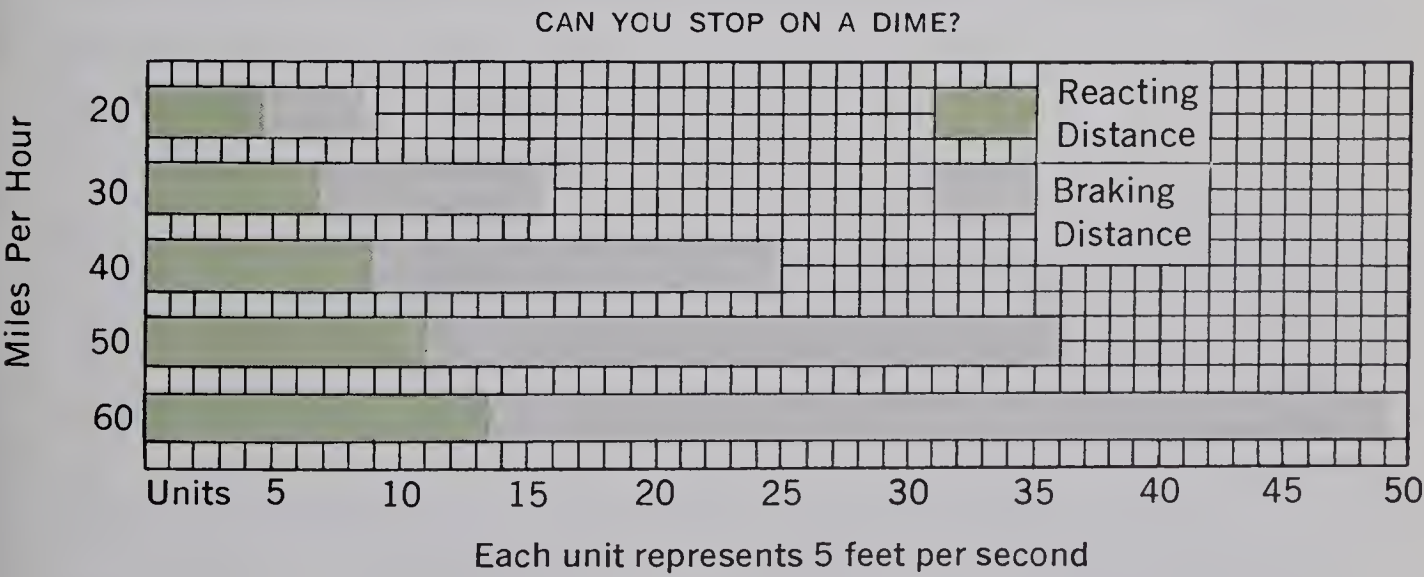 CAN YOU STOP ON A DIME?
Miles Per Hour
20
30
40
50
60
Reacting
Distance
Braking
Distance
Units 5 10 15 20 25 30 35 40 45 50
Each unit represents 5 feet per second